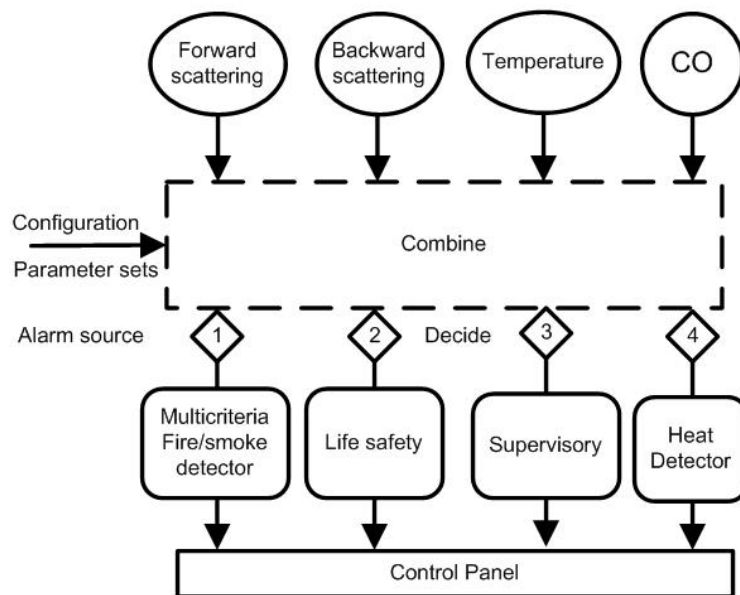 Forward
scattering
Backward
scattering
Temperature
CO
Configuration
Parameter sets
Combine
Alarm source
1
2
Decide
3
4
Multicriteria
Fire/smoke
detector
Life safety
Supervisory
Heat
Detector
Control Panel